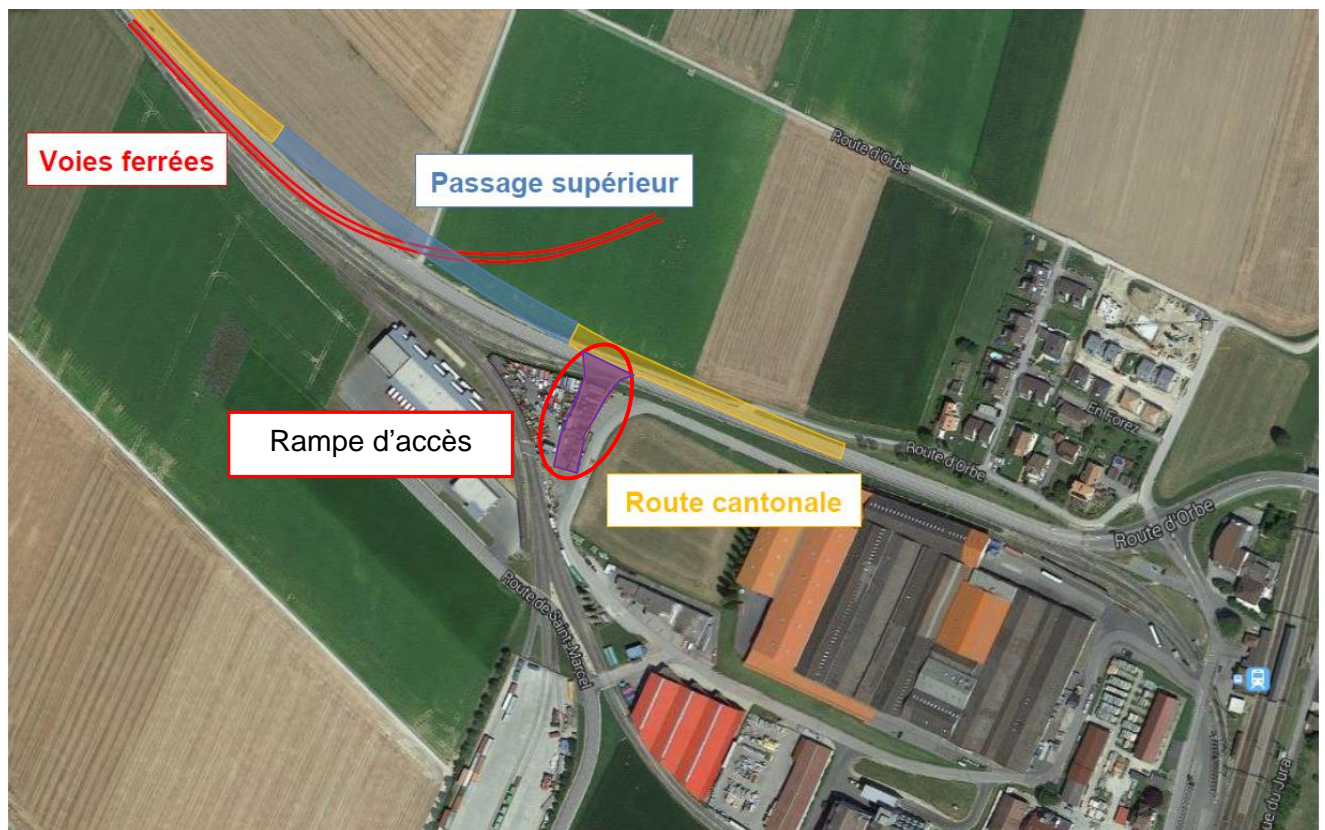 Route d'Orbe
Voies ferrées
Passage supérieur
Rampe d'accès
En Forez
Route d'Orbe
Route cantonale
Route d'Orbe
Route de Saint-Marcel
ue du Jura